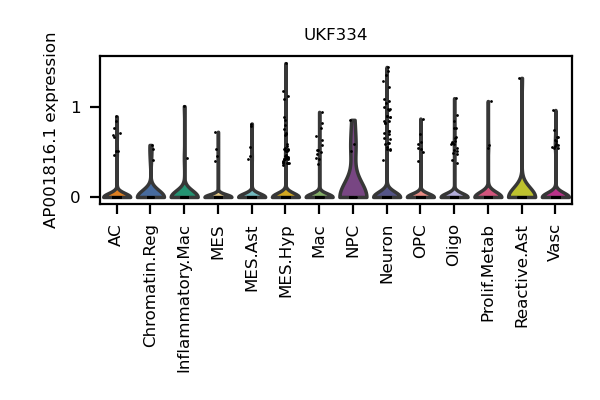 UKF334
AP001816.1 expression
1
0
AC
Chromatin.Reg
Inflammatory.Mac
MES
MES.Ast
MES.Hyp
Mac
NPC
Neuron
OPC
Oligo
Prolif.Metab
Reactive.Ast
Vasc